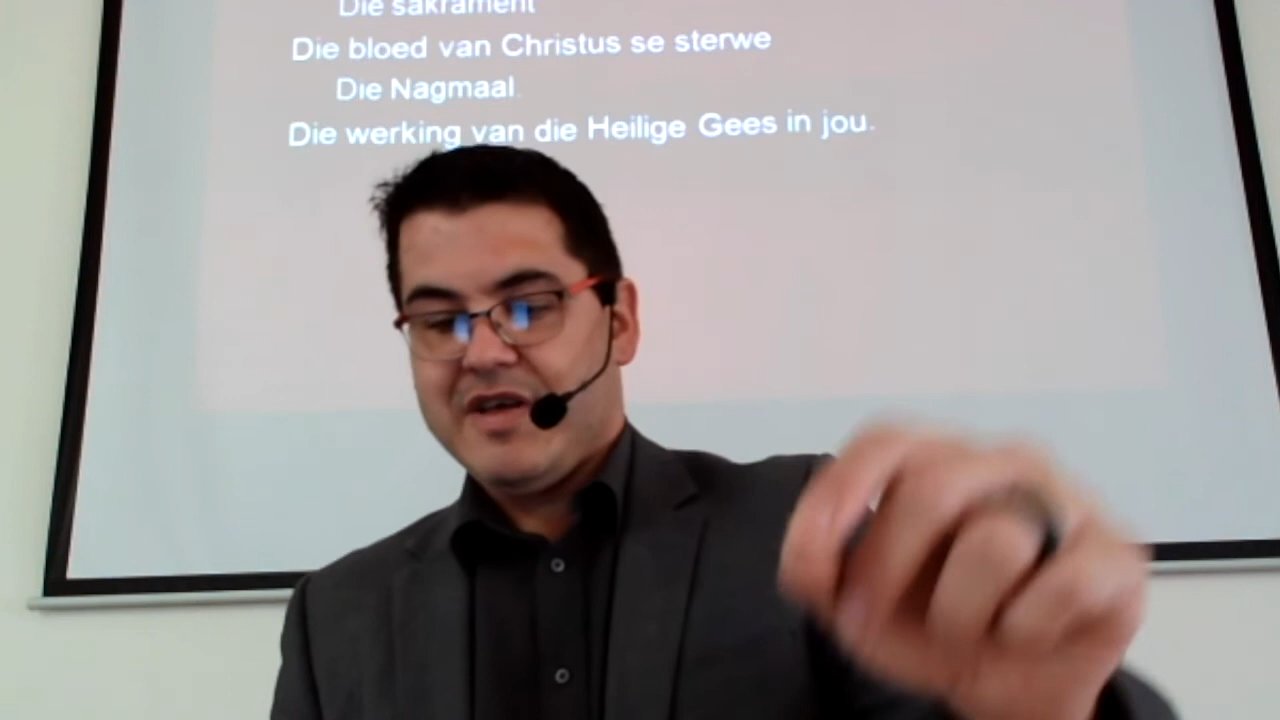 Die sakrament
Die bloed van Christus se sterwe
Die Nagmaal.
Die werking van die Heilige Gees in jou.